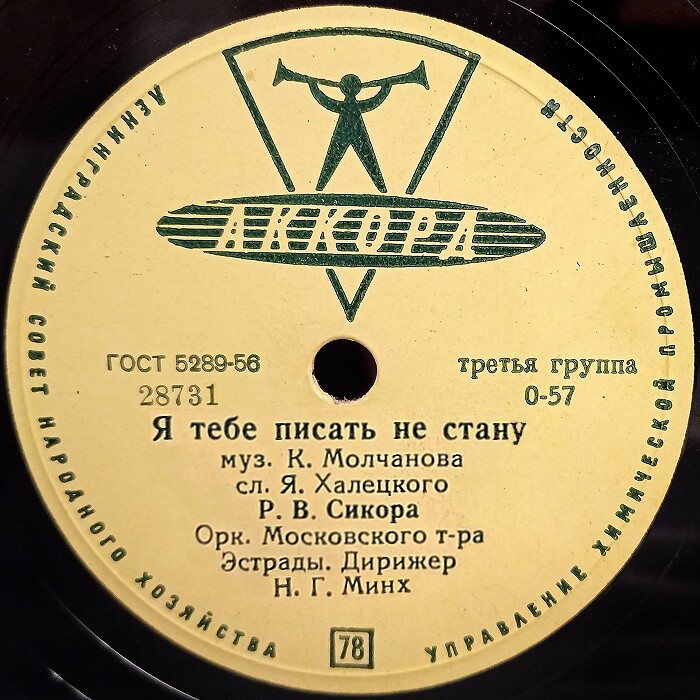 АККОРД
ЛЕНИНГРАДСКИЙ СОВЕТ НАРОДНОГО ХОЗЯЙСТВА
УПРАВЛЕНИЕ ХИМИЧЕСКОЙ ПРОМЫШЛЕННОСТИ
ГОСТ 5289-56
28731
третья группа
0-57
Я тебе писать не стану
муз. К. Молчанова
сл. Я. Халецкого
Р. В. Сикора
Орк. Московского т-ра
Эстрады. Дирижер
Н. Г. Минх
78